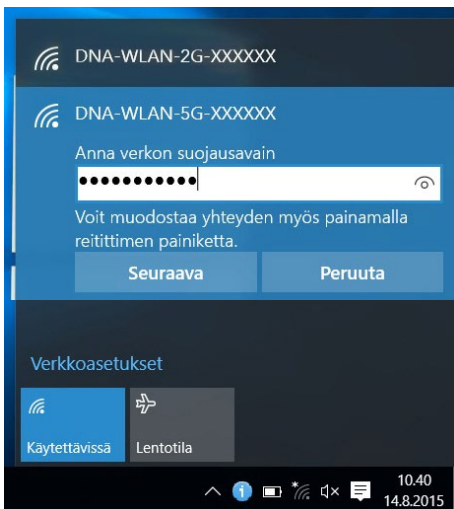 DNA-WLAN-2G-XXXXXX
DNA-WLAN-5G-XXXXXX
Anna verkon suojausavain
●●●●●●●●●●●
Voit muodostaa yhteyden myös painamalla
reitittimen painiketta.
Seuraava Peruuta
Verkkoasetukset
Käytettävissä Lentotila
10.40
14.8.2015